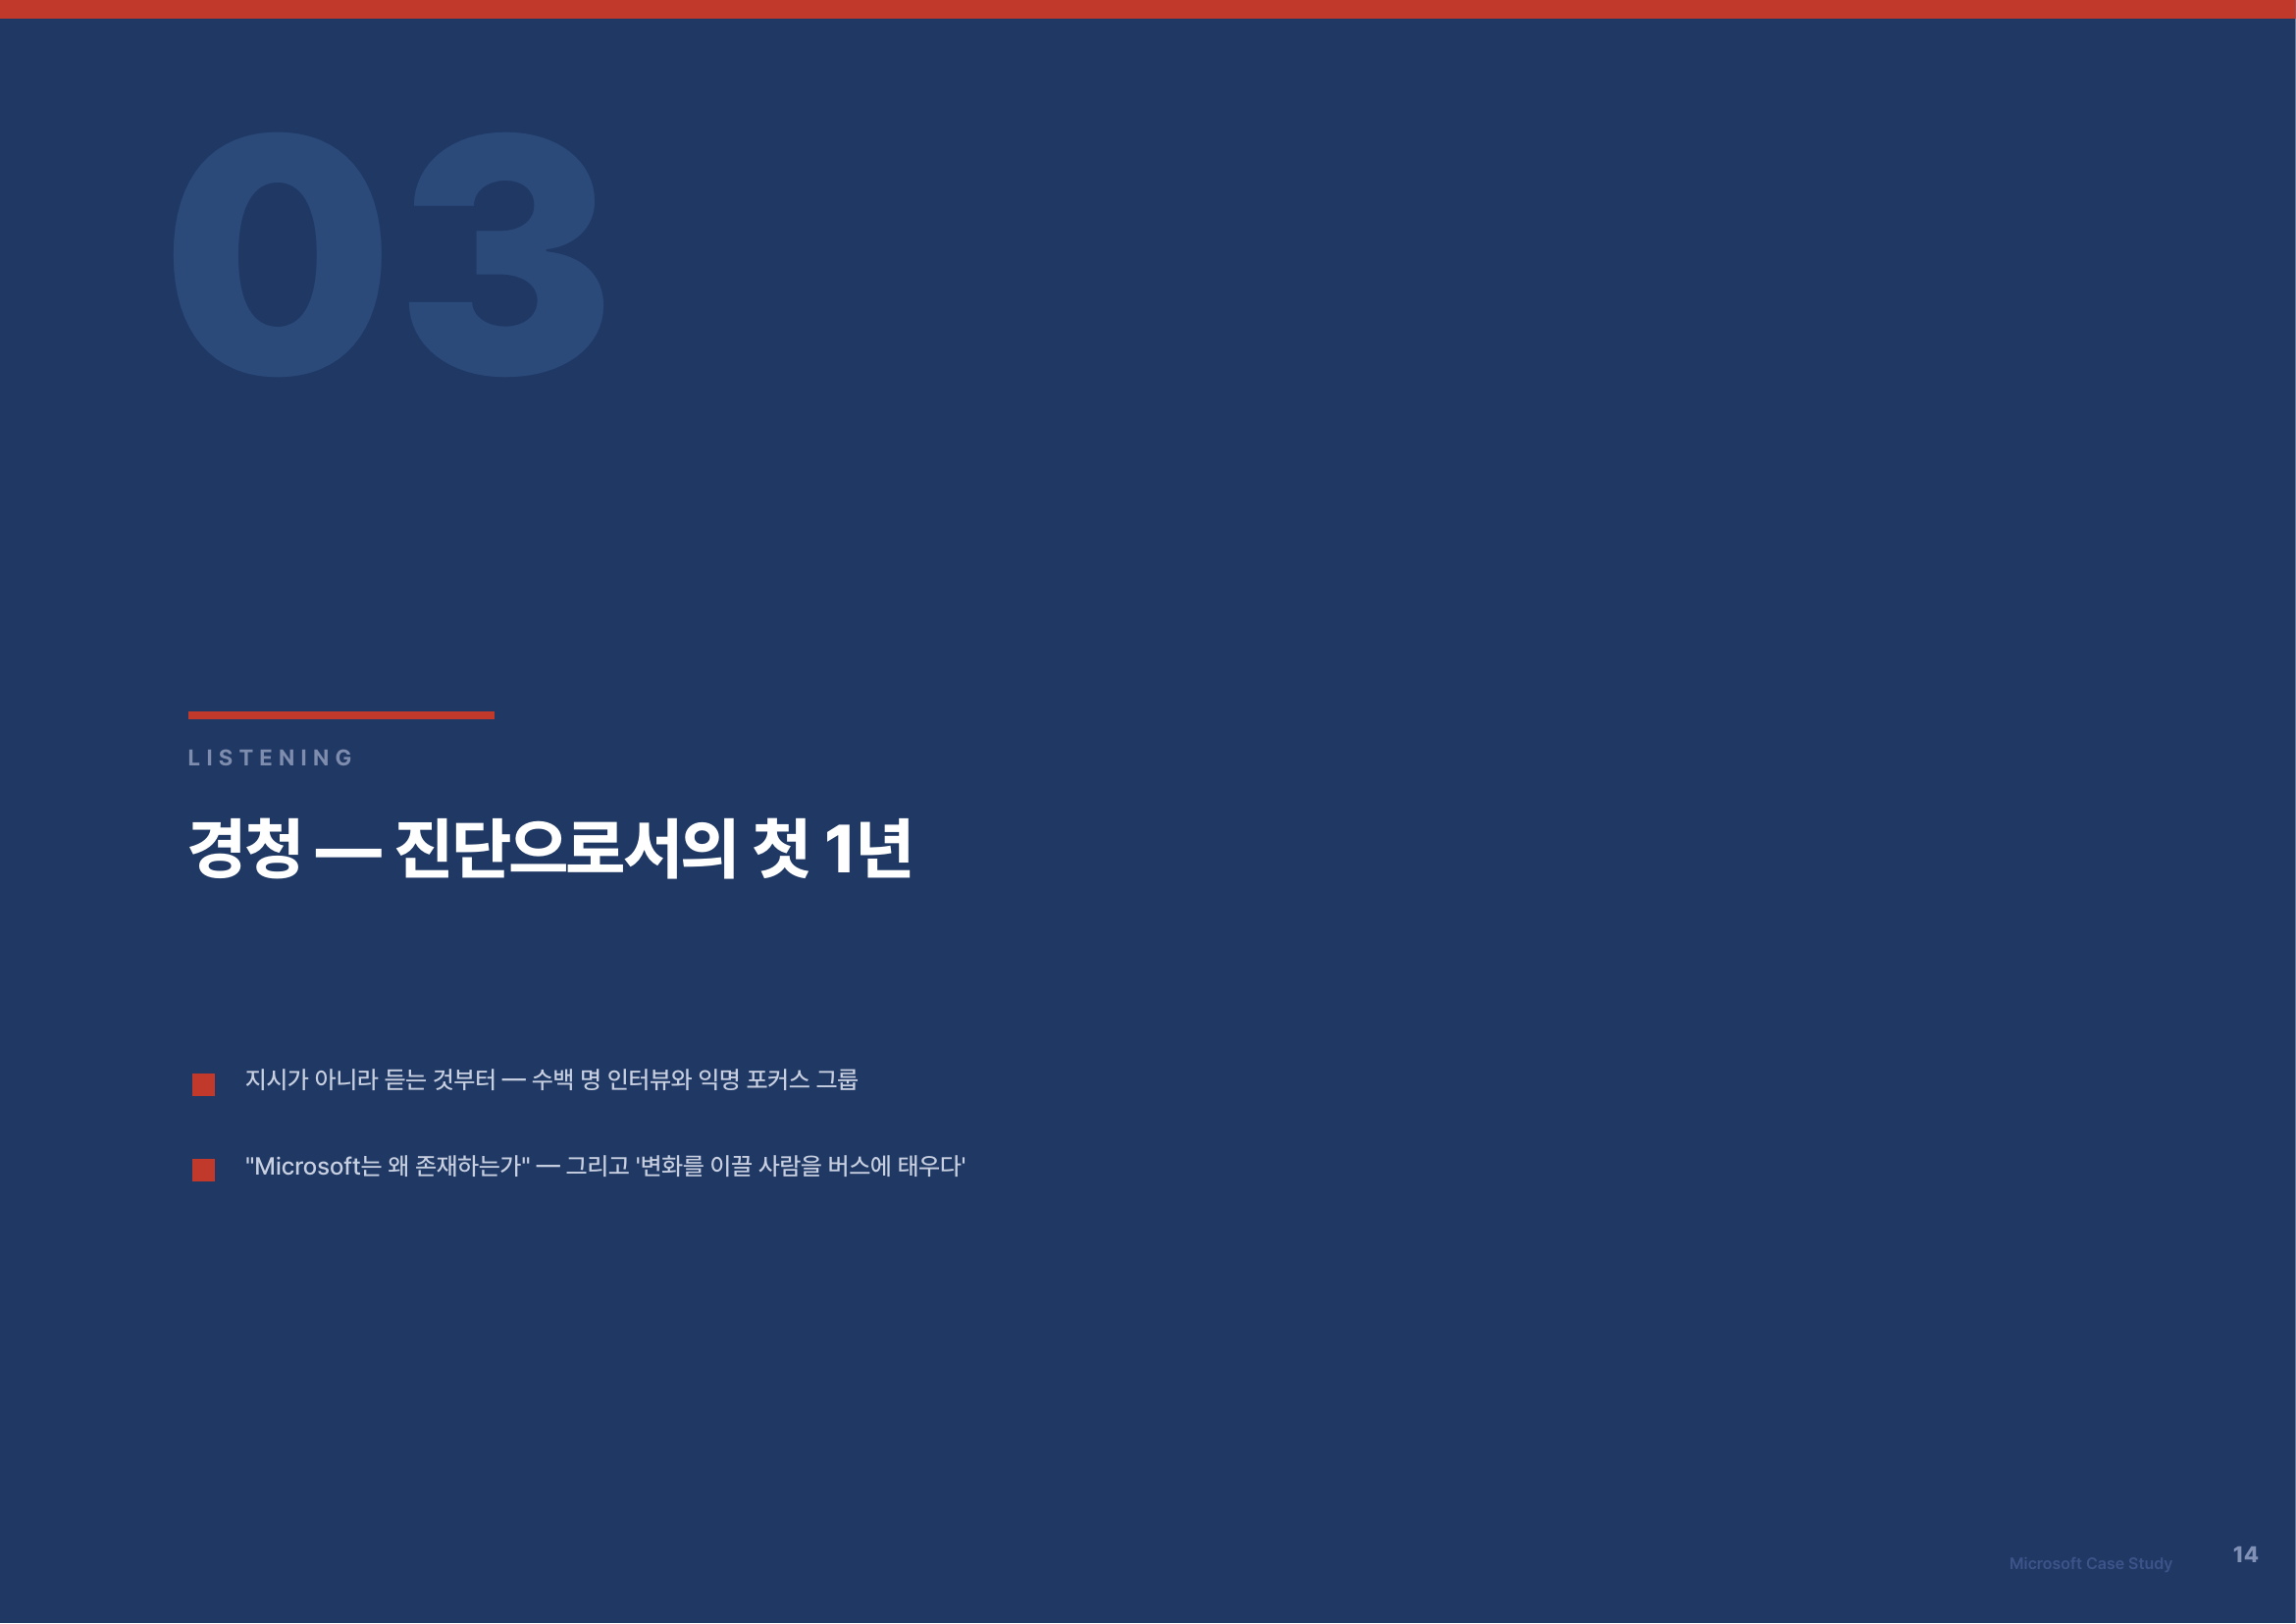 03
LISTENING
경청 — 진단으로서의 첫 1년
지시가 아니라 듣는 것부터 — 수백 명 인터뷰와 익명 포커스 그룹
"Microsoft는 왜 존재하는가" — 그리고 '변화를 이끌 사람을 버스에 태우다'
Microsoft Case Study
14